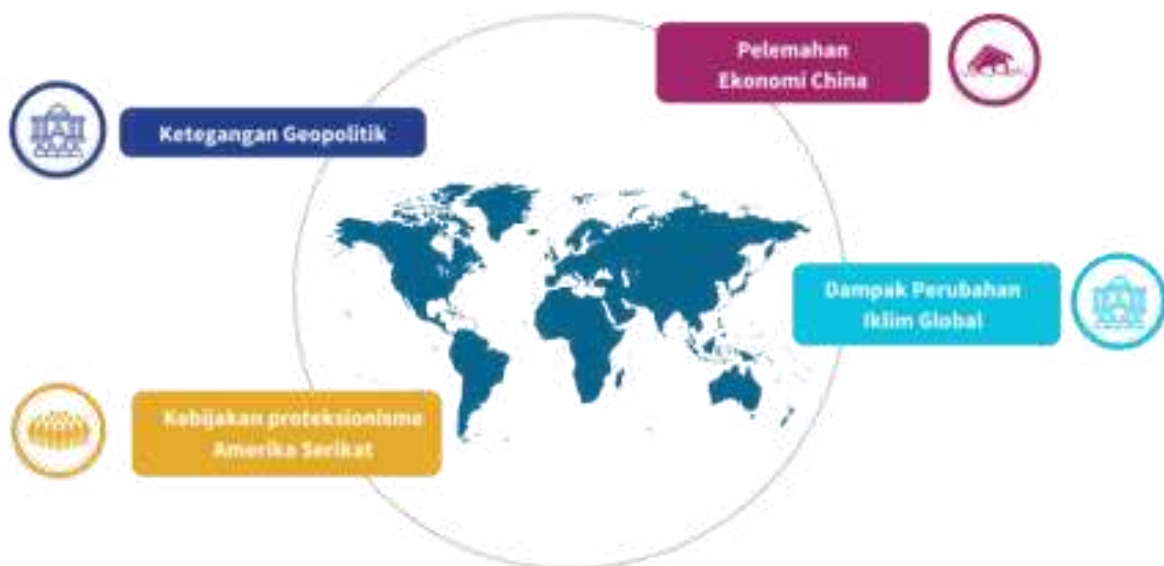 Pelemahan
Ekonomi China
Ketegangan Geopolitik
Dampak Perubahan
Iklim Global
Kebijakan proteksionisme
Amerika Serikat